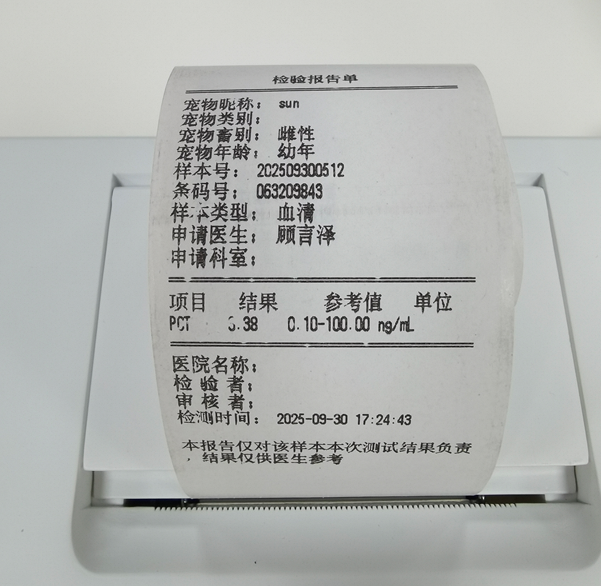 检验报告单
宠物昵称： sun
宠物类别：
宠物畜别： 雌性
宠物年龄： 幼年
样本号： 202509300512
条码号： 063209843
样本类型： 血清
申请医生： 顾言泽
申请科室：
项目 结果 参考值 单位
PCT .38 0.10-100.00 ng/mL
医院名称：
检 验 者：
审 核 者：
检测时间： 2025-09-30 17:24:43
本报告仅对该样本本次测试结果负责
，结果仅供医生参考